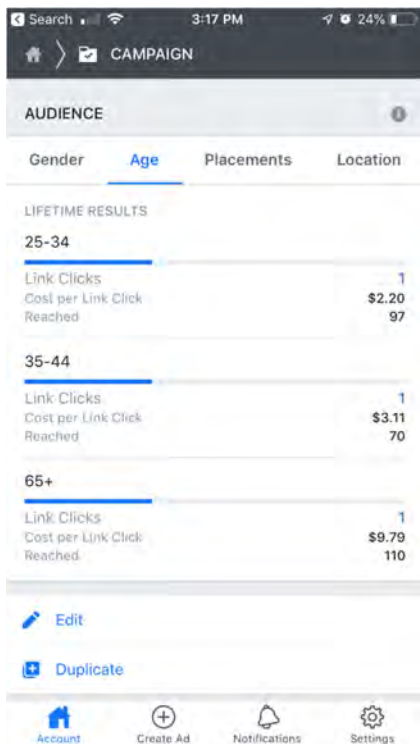 Search 3:17 PM 24%
CAMPAIGN
AUDIENCE
Gender Age Placements Location
LIFETIME RESULTS
25-34
Link Clicks 1
Cost per Link Click $2.20
Reached 97
35-44
Link Clicks 1
Cost per Link Click $3.11
Reached 70
65+
Link Clicks 1
Cost per Link Click $9.79
Reached 110
Edit
Duplicate
Account Create Ad Notifications Settings